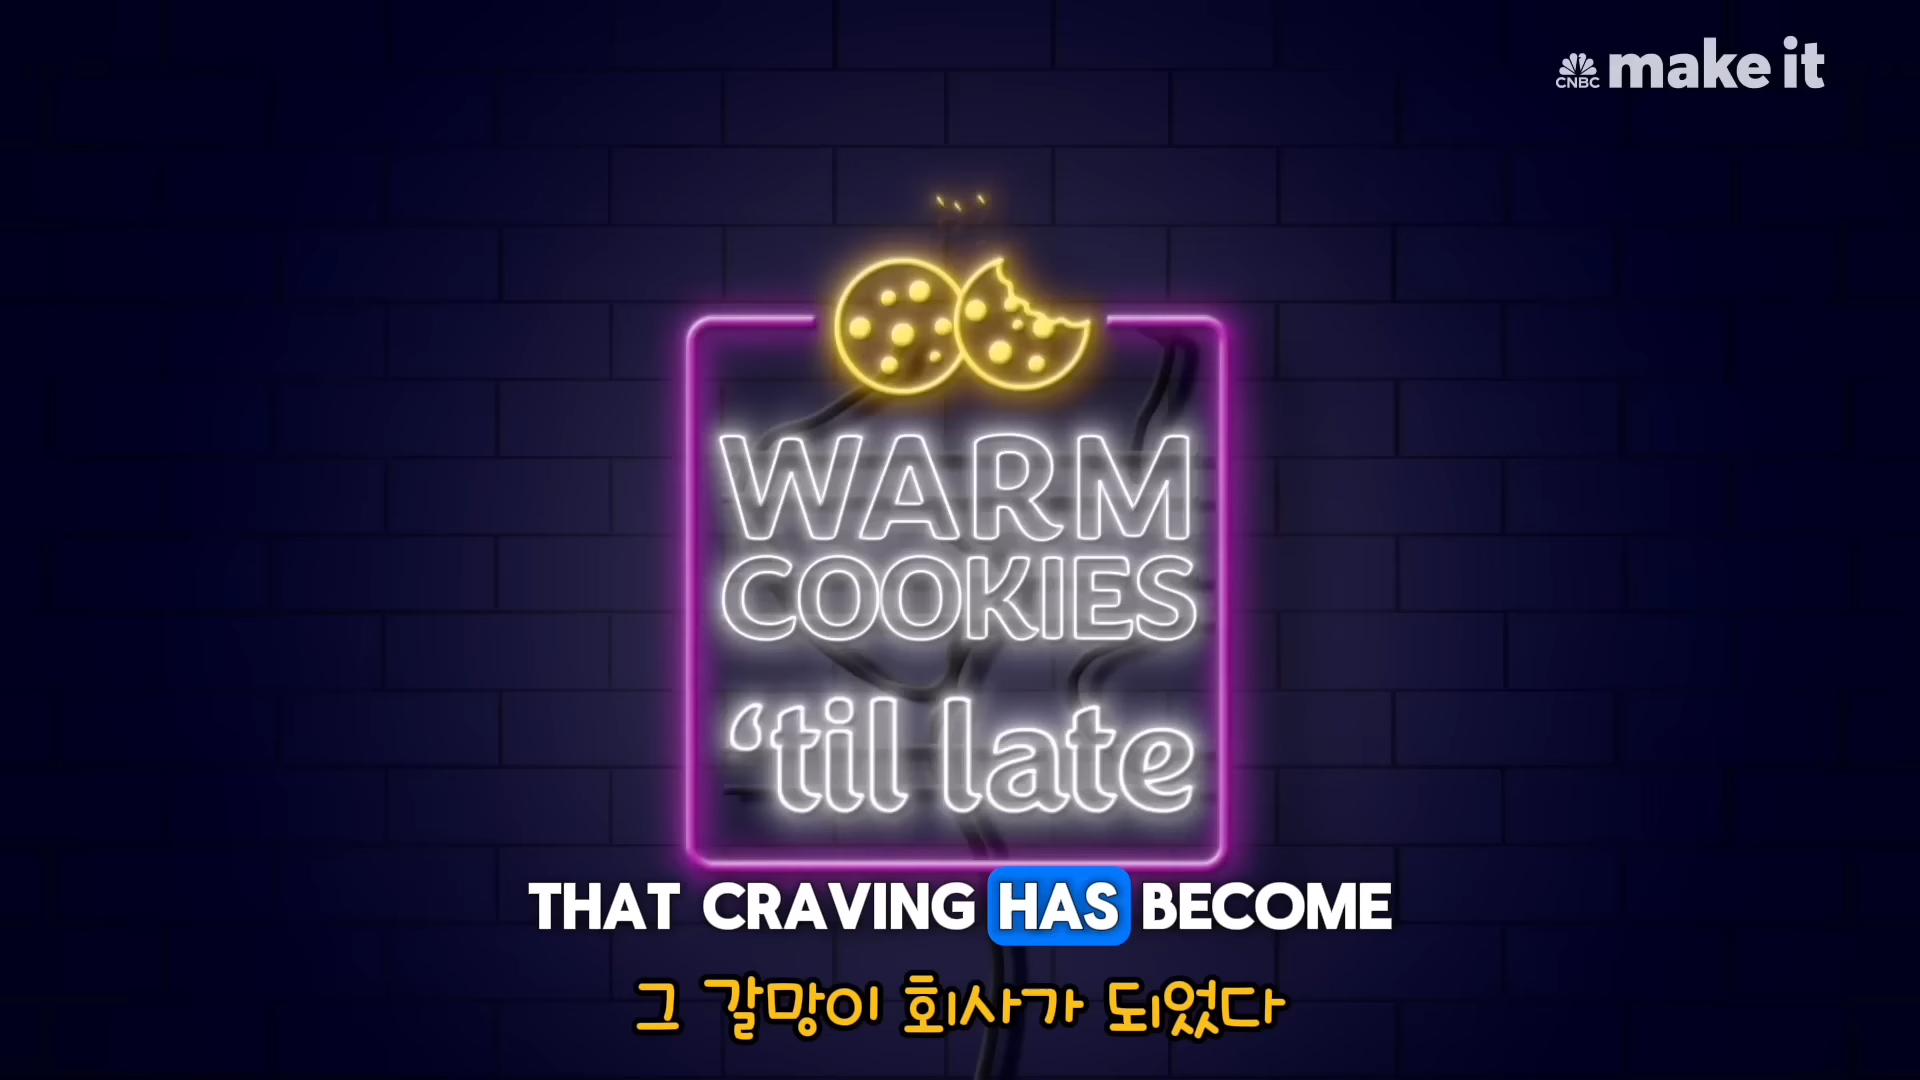 CNBC make it
WARM
COOKIES
‘til late
THAT CRAVING HAS BECOME
그 갈망이 회사가 되었다